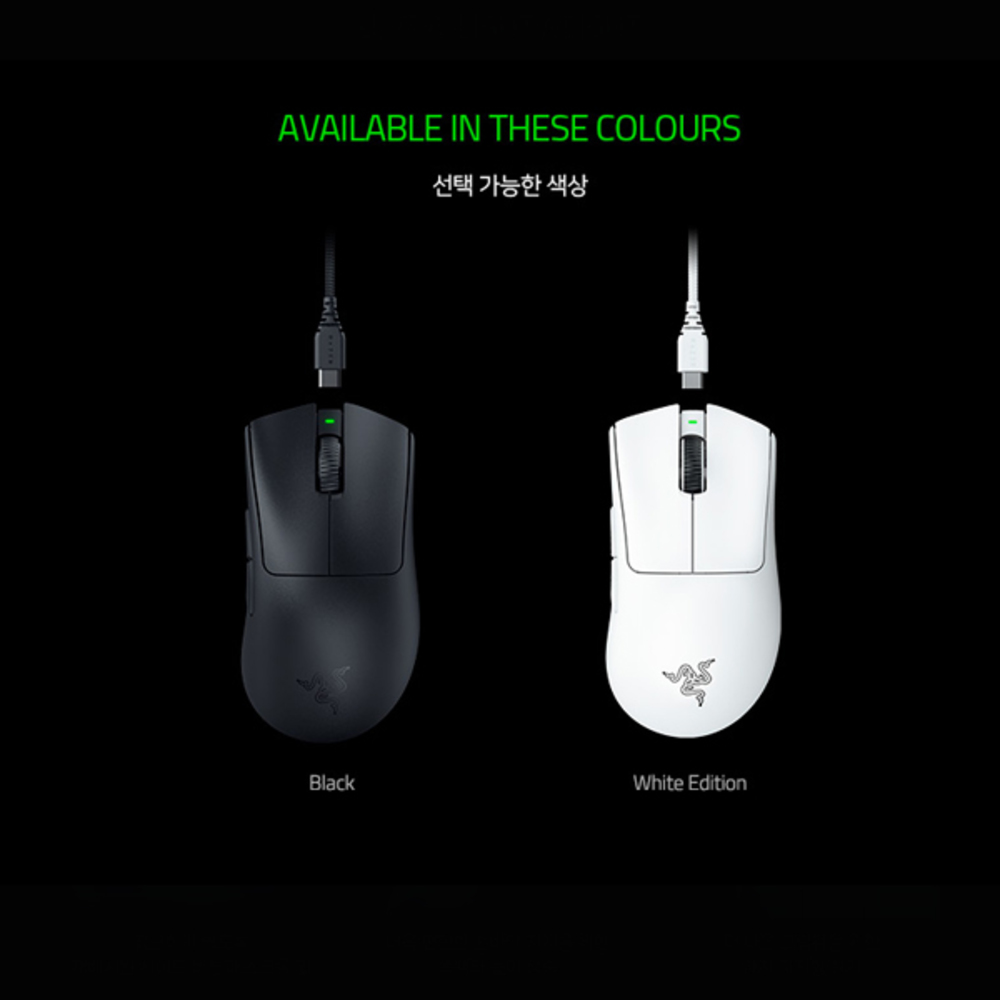 AVAILABLE IN THESE COLOURS
선택 가능한 색상
Black
White Edition